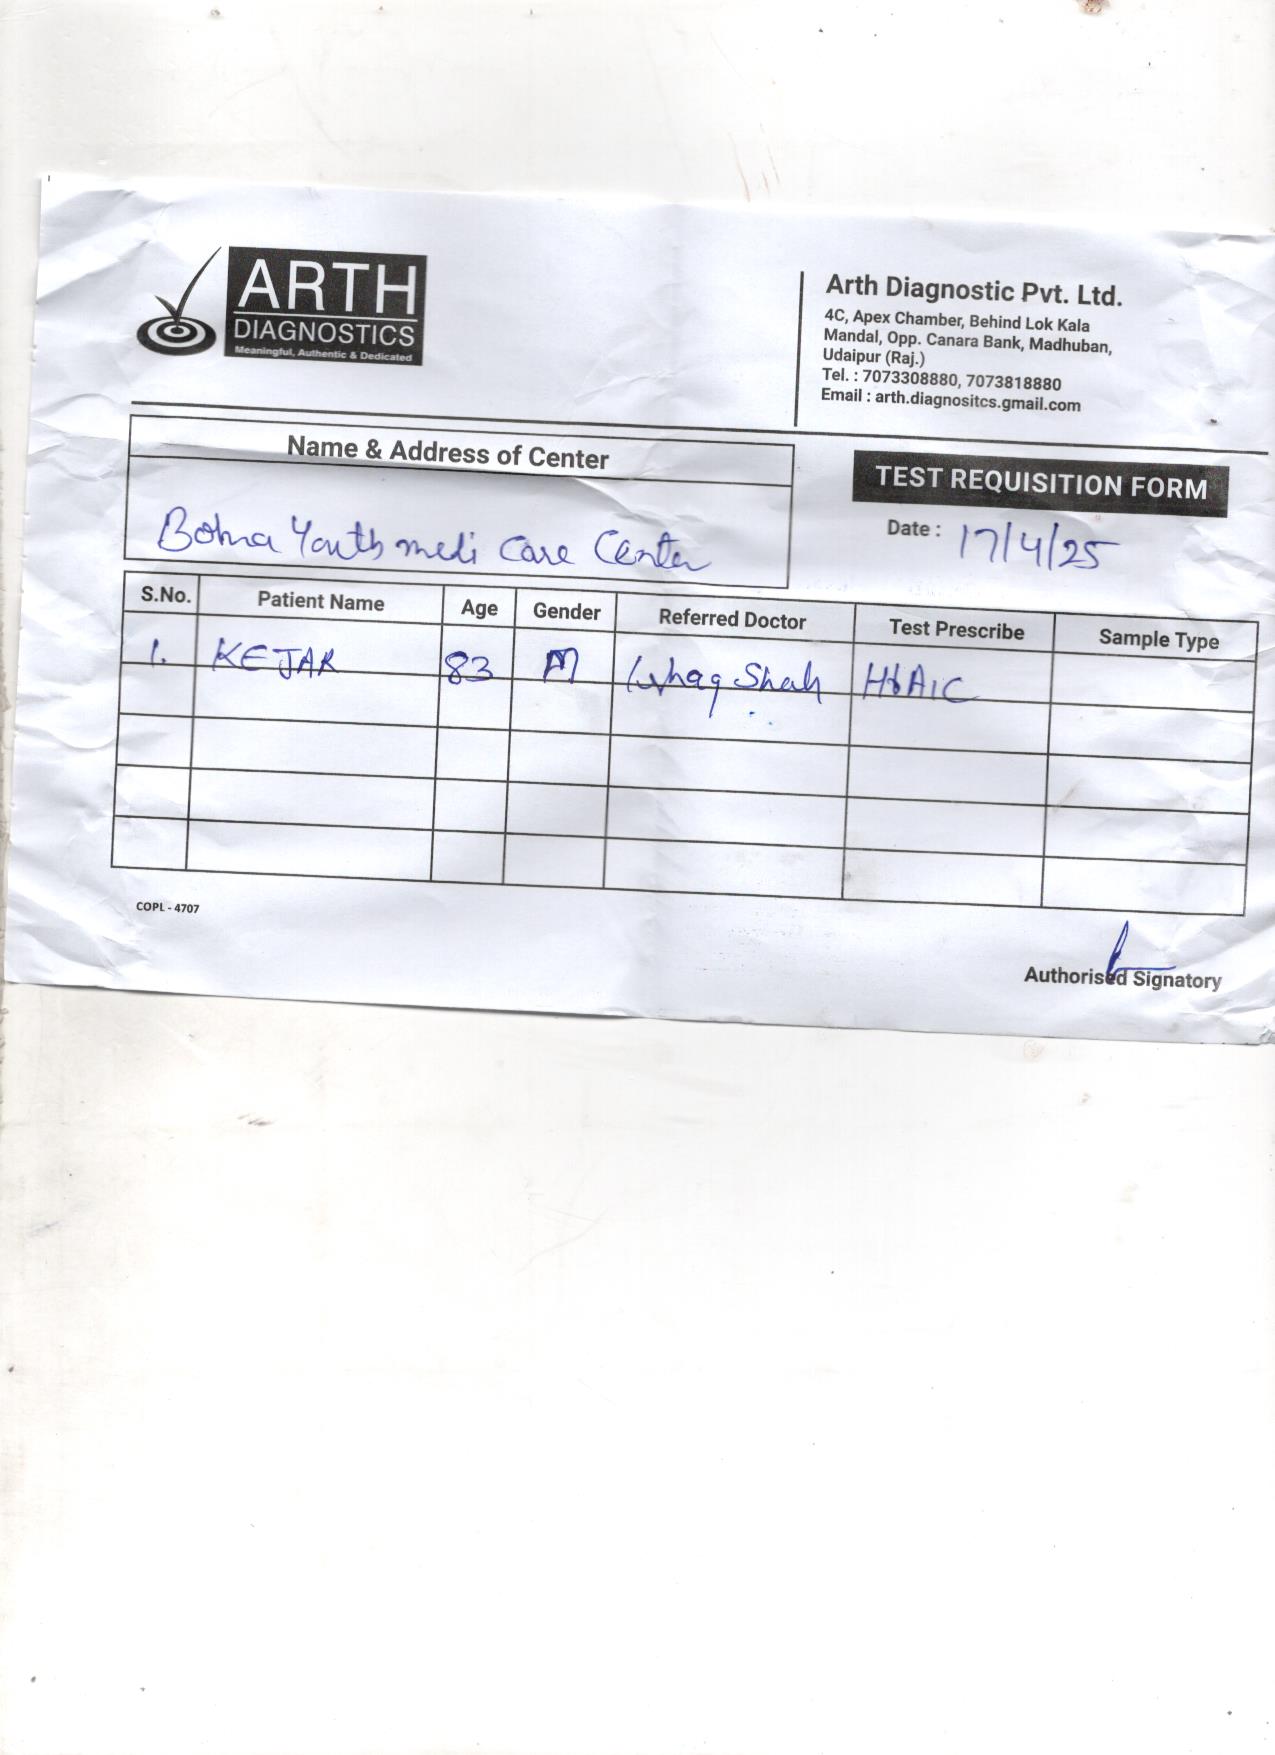 ARTH
DIAGNOSTICS
Meaningful, Authentic & Dedicated
Arth Diagnostic Pvt. Ltd.
4C, Apex Chamber, Behind Lok Kala
Mandal, Opp. Canara Bank, Madhuban,
Udaipur (Raj.)
Tel. : 7073308880, 7073818880
Email : arth.diagnositcs.gmail.com
Name & Address of Center
Bohra Youth medi Care Center
TEST REQUISITION FORM
Date : 17/4/25
S.No. Patient Name Age Gender Referred Doctor Test Prescribe Sample Type
1. KEJAR 83 M Shah HbA1C
COPL - 4707
Authorised Signatory